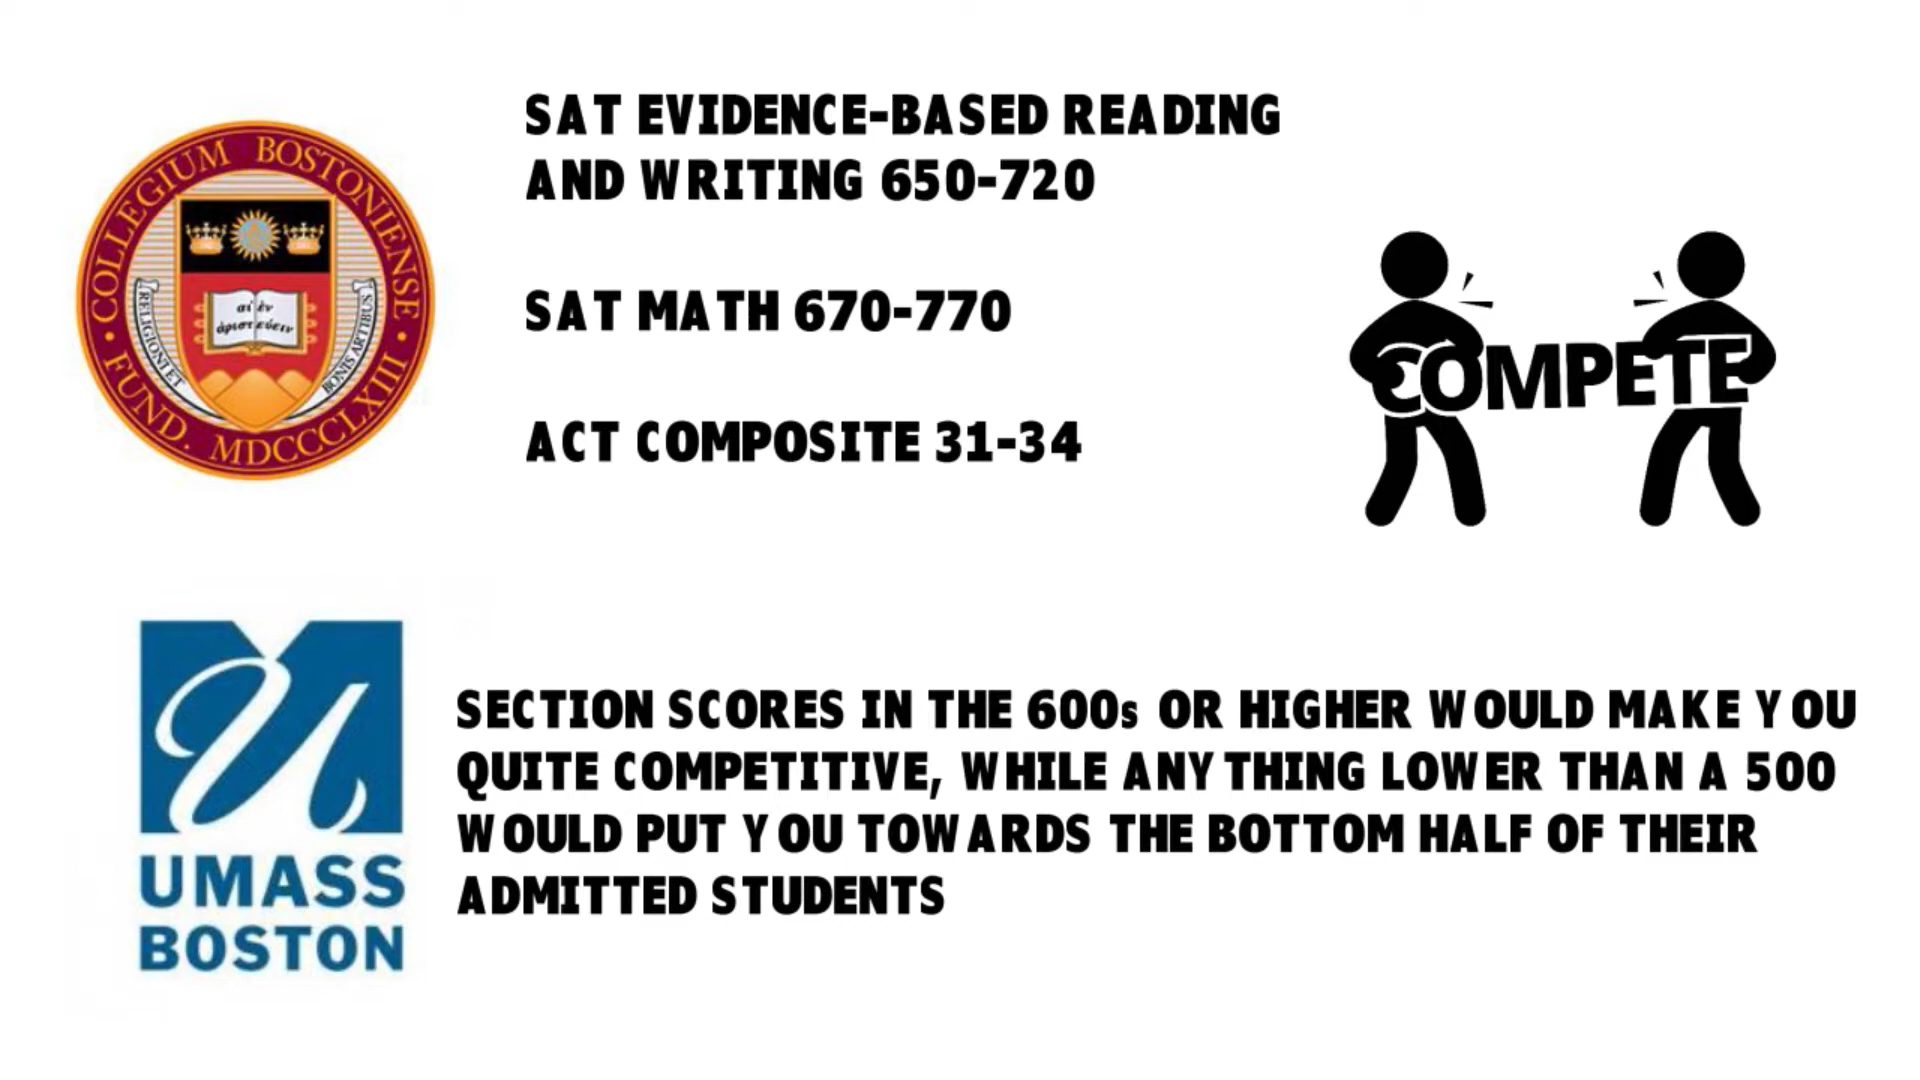 COLLEGIUM BOSTONIENSE
FUND. MDCCCLXIII
RELIGIONI ET
BONIS ARTIBUS
αἰὲν
ἀριστεύειν
SAT EVIDENCE-BASED READING
AND WRITING 650-720
SAT MATH 670-770
ACT COMPOSITE 31-34
COMPETE
UMASS
BOSTON
SECTION SCORES IN THE 600s OR HIGHER WOULD MAKE YOU
QUITE COMPETITIVE, WHILE ANYTHING LOWER THAN A 500
WOULD PUT YOU TOWARDS THE BOTTOM HALF OF THEIR
ADMITTED STUDENTS